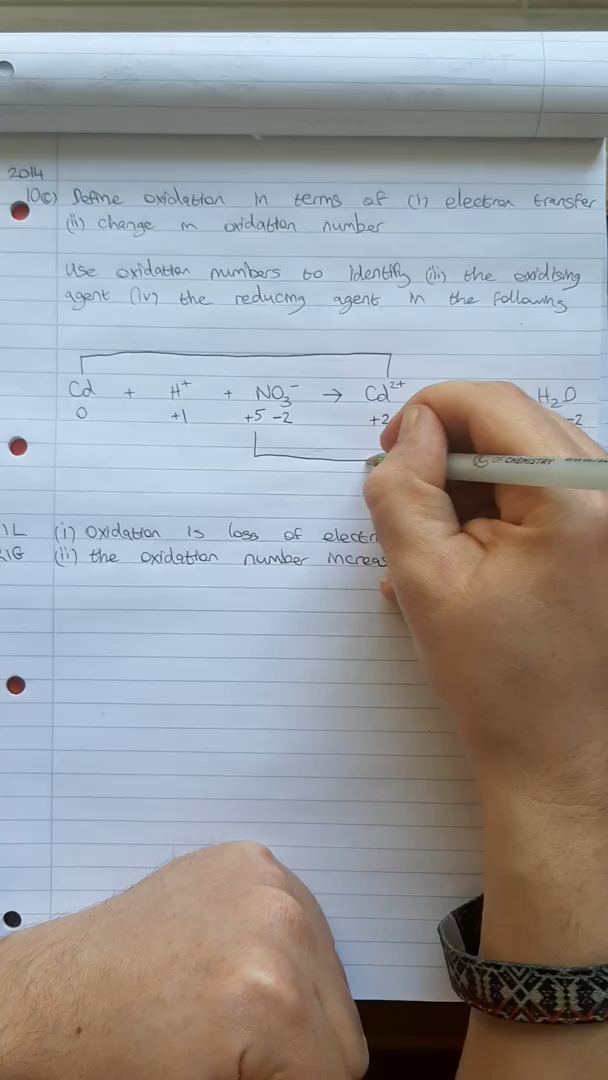 2014
10(c) Define oxidation in terms of (i) electron transfer
(ii) change in oxidation number
Use oxidation numbers to identify (iii) the oxidising
agent (iv) the reducing agent in the following
Cd + H⁺ + NO₃⁻ → Cd²⁺ H₂O
0 +1 +5 -2 +2 -2
OF CHEMISTRY
(i) Oxidation is loss of
(ii) the oxidation number